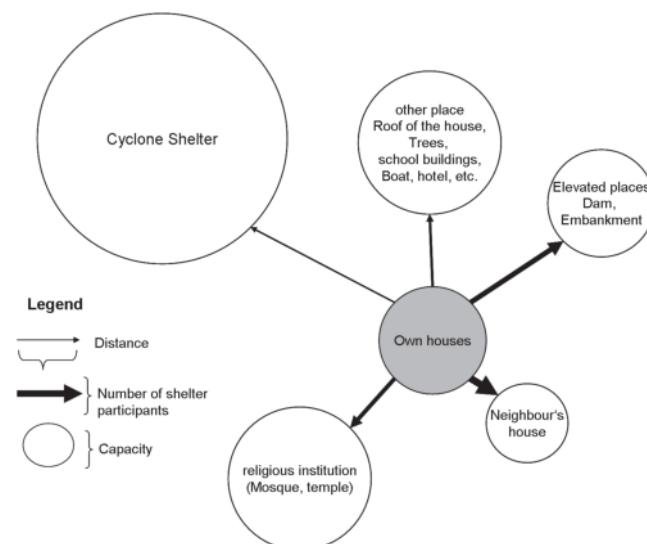 Cyclone Shelter
other place
Roof of the house,
Trees,
school buildings,
Boat, hotel, etc.
Elevated places
Dam,
Embankment
Own houses
Neighbour's
house
religious institution
(Mosque, temple)
Legend
Distance
Number of shelter
participants
Capacity